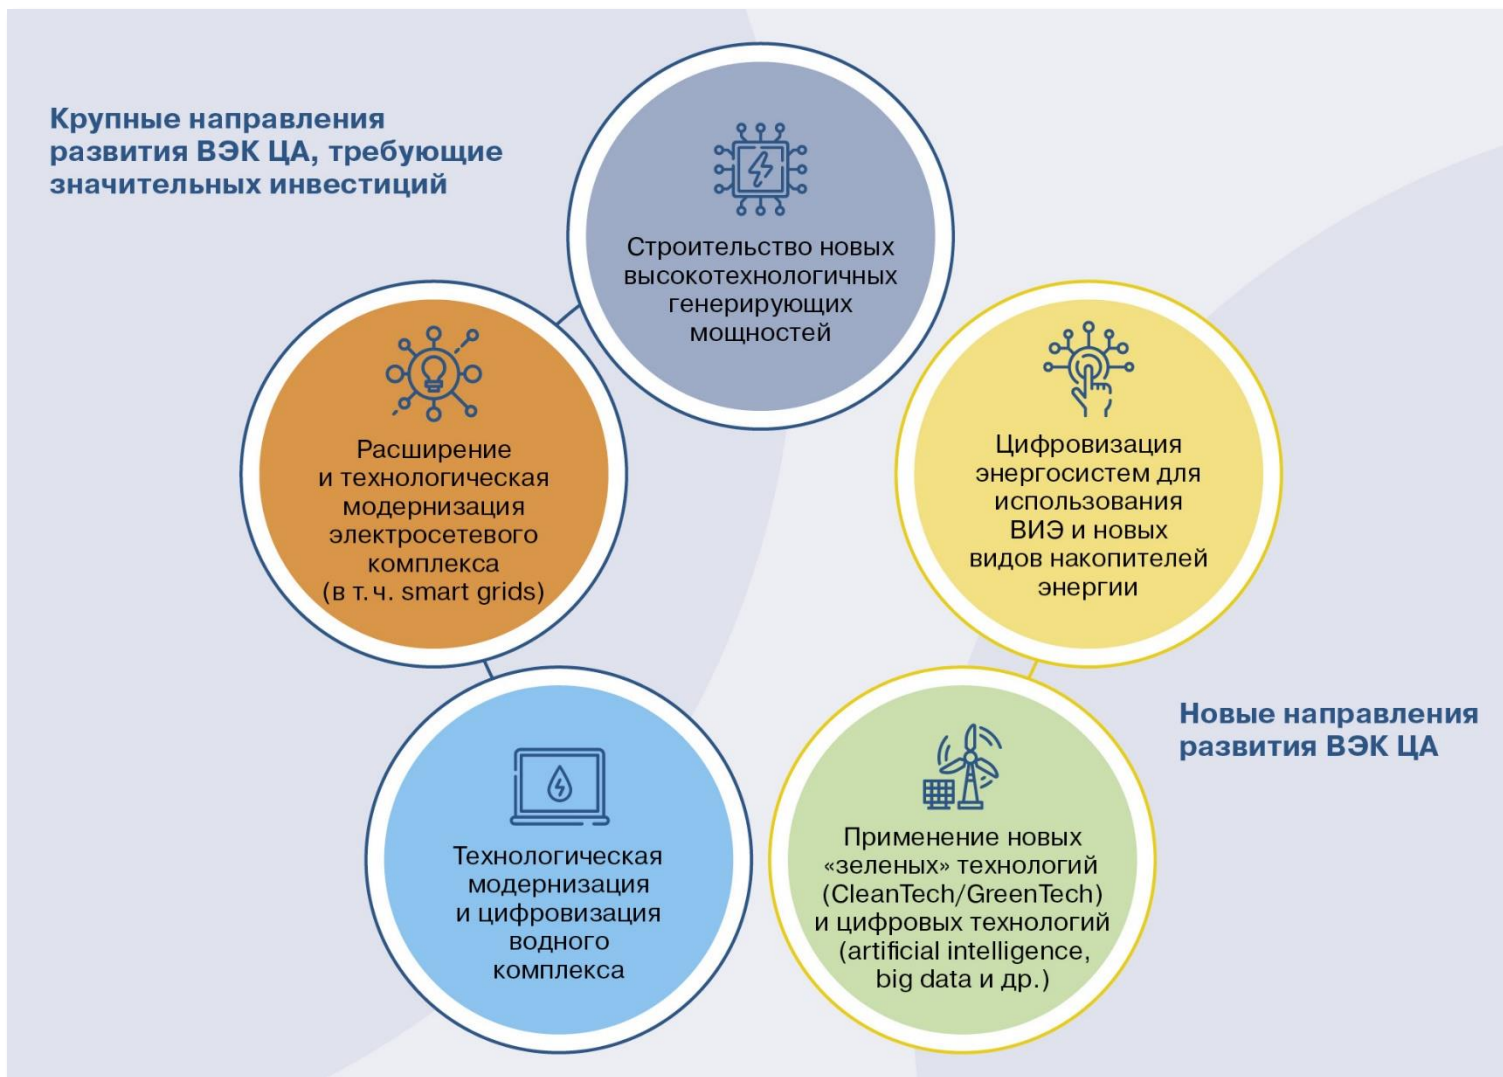 Крупные направления
развития ВЭК ЦА, требующие
значительных инвестиций
Строительство новых
высокотехнологичных
генерирующих
мощностей
Расширение
и технологическая
модернизация
электросетевого
комплекса
(в т. ч. smart grids)
Технологическая
модернизация
и цифровизация
водного
комплекса
Цифровизация
энергосистем для
использования
ВИЭ и новых
видов накопителей
энергии
Применение новых
«зеленых» технологий
(CleanTech/GreenTech)
и цифровых технологий
(artificial intelligence,
big data и др.)
Новые направления
развития ВЭК ЦА